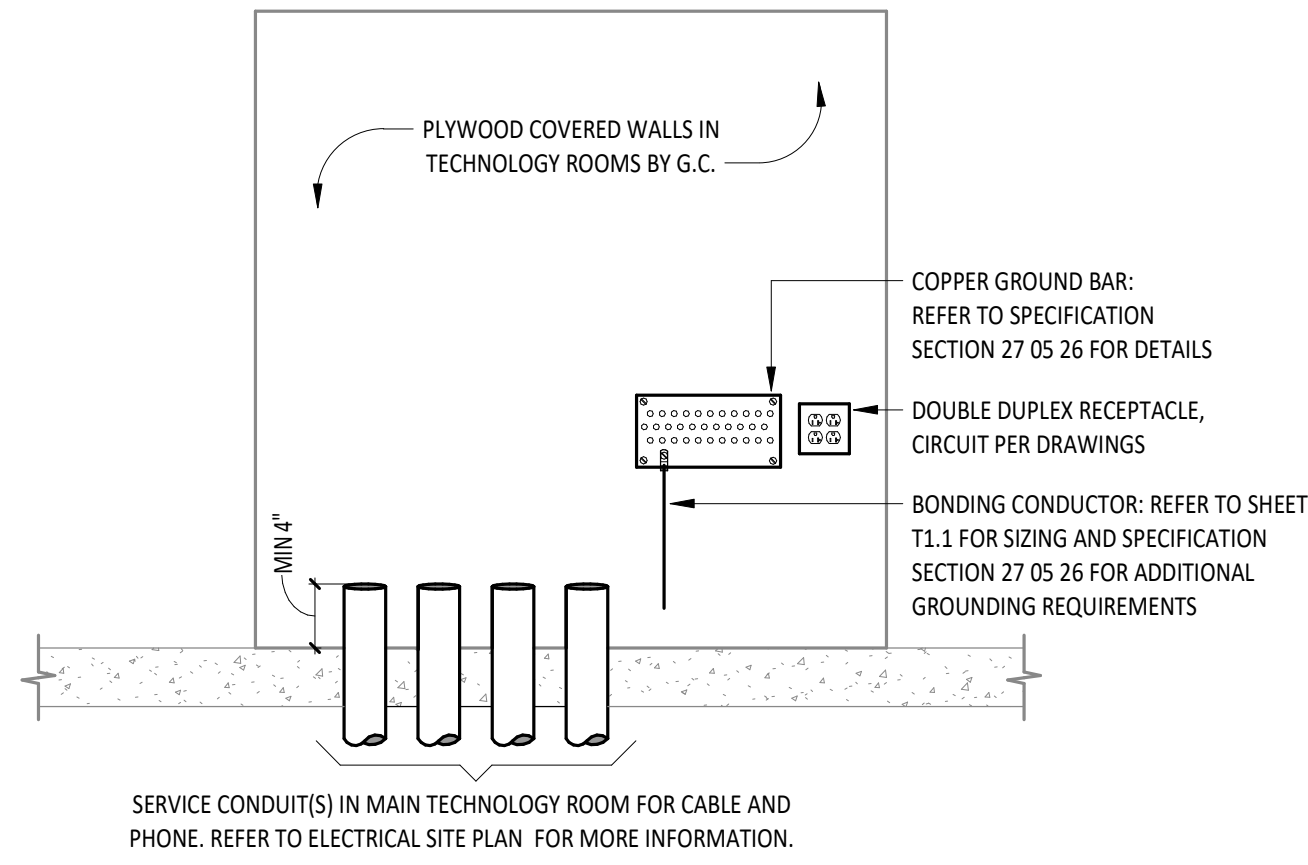 PLYWOOD COVERED WALLS IN
TECHNOLOGY ROOMS BY G.C.
COPPER GROUND BAR:
REFER TO SPECIFICATION
SECTION 27 05 26 FOR DETAILS
DOUBLE DUPLEX RECEPTACLE,
CIRCUIT PER DRAWINGS
BONDING CONDUCTOR: REFER TO SHEET
T1.1 FOR SIZING AND SPECIFICATION
SECTION 27 05 26 FOR ADDITIONAL
GROUNDING REQUIREMENTS
MIN 4"
SERVICE CONDUIT(S) IN MAIN TECHNOLOGY ROOM FOR CABLE AND
PHONE. REFER TO ELECTRICAL SITE PLAN FOR MORE INFORMATION.